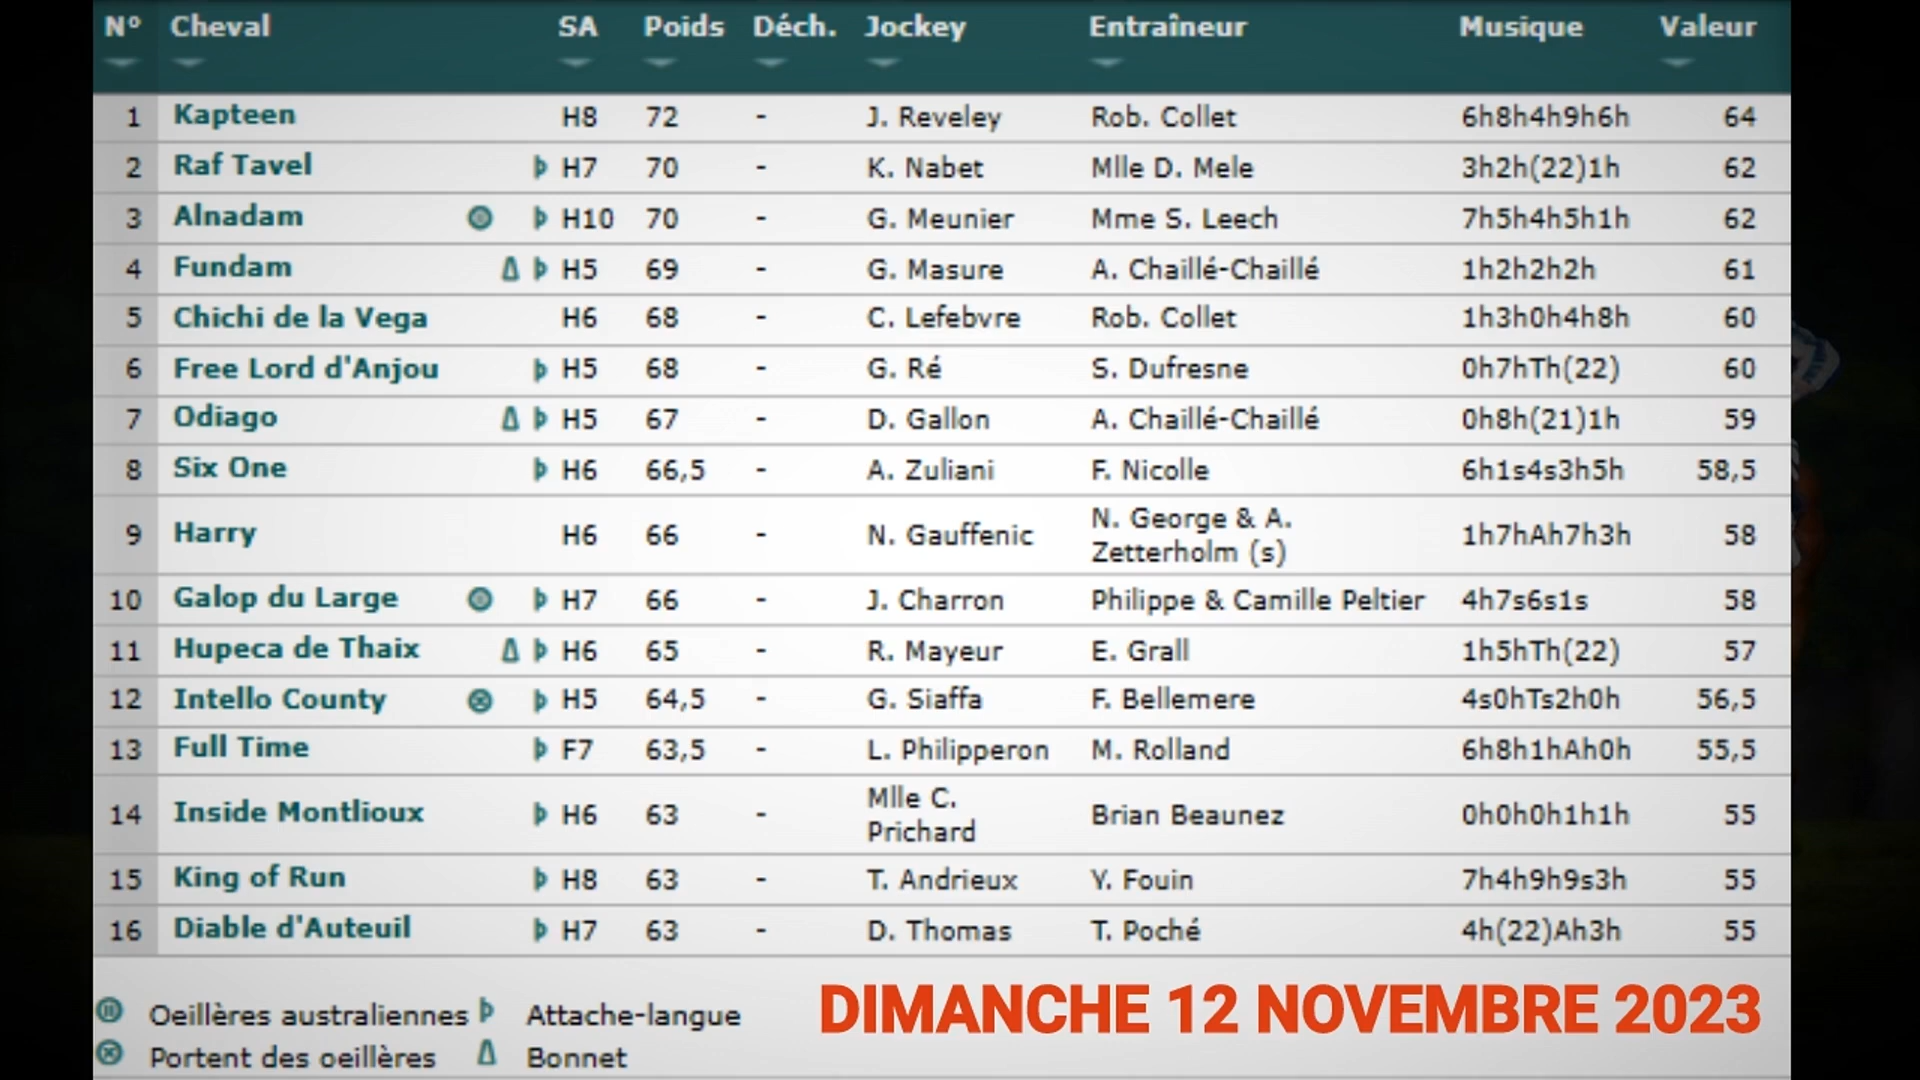 N° Cheval SA Poids Déch. Jockey Entraîneur Musique Valeur
1 Kapteen H8 72 - J. Reveley Rob. Collet 6h8h4h9h6h 64
2 Raf Tavel H7 70 - K. Nabet Mlle D. Mele 3h2h(22)1h 62
3 Alnadam H10 70 - G. Meunier Mme S. Leech 7h5h4h5h1h 62
4 Fundam H5 69 - G. Masure A. Chaillé-Chaillé 1h2h2h2h 61
5 Chichi de la Vega H6 68 - C. Lefebvre Rob. Collet 1h3h0h4h8h 60
6 Free Lord d'Anjou H5 68 - G. Ré S. Dufresne 0h7hTh(22) 60
7 Odiago H5 67 - D. Gallon A. Chaillé-Chaillé 0h8h(21)1h 59
8 Six One H6 66,5 - A. Zuliani F. Nicolle 6h1s4s3h5h 58,5
9 Harry H6 66 - N. Gauffenic N. George & A.
Zetterholm (s) 1h7hAh7h3h 58
10 Galop du Large H7 66 - J. Charron Philippe & Camille Peltier 4h7s6s1s 58
11 Hupeca de Thaix H6 65 - R. Mayeur E. Grall 1h5hTh(22) 57
12 Intello County H5 64,5 - G. Siaffa F. Bellemere 4s0hTs2h0h 56,5
13 Full Time F7 63,5 - L. Philipperon M. Rolland 6h8h1hAh0h 55,5
14 Inside Montlioux H6 63 - Mlle C.
Prichard Brian Beaunez 0h0h0h1h1h 55
15 King of Run H8 63 - T. Andrieux Y. Fouin 7h4h9h9s3h 55
16 Diable d'Auteuil H7 63 - D. Thomas T. Poché 4h(22)Ah3h 55
Oeillères australiennes Attache-langue
Portent des oeillères Bonnet
DIMANCHE 12 NOVEMBRE 2023